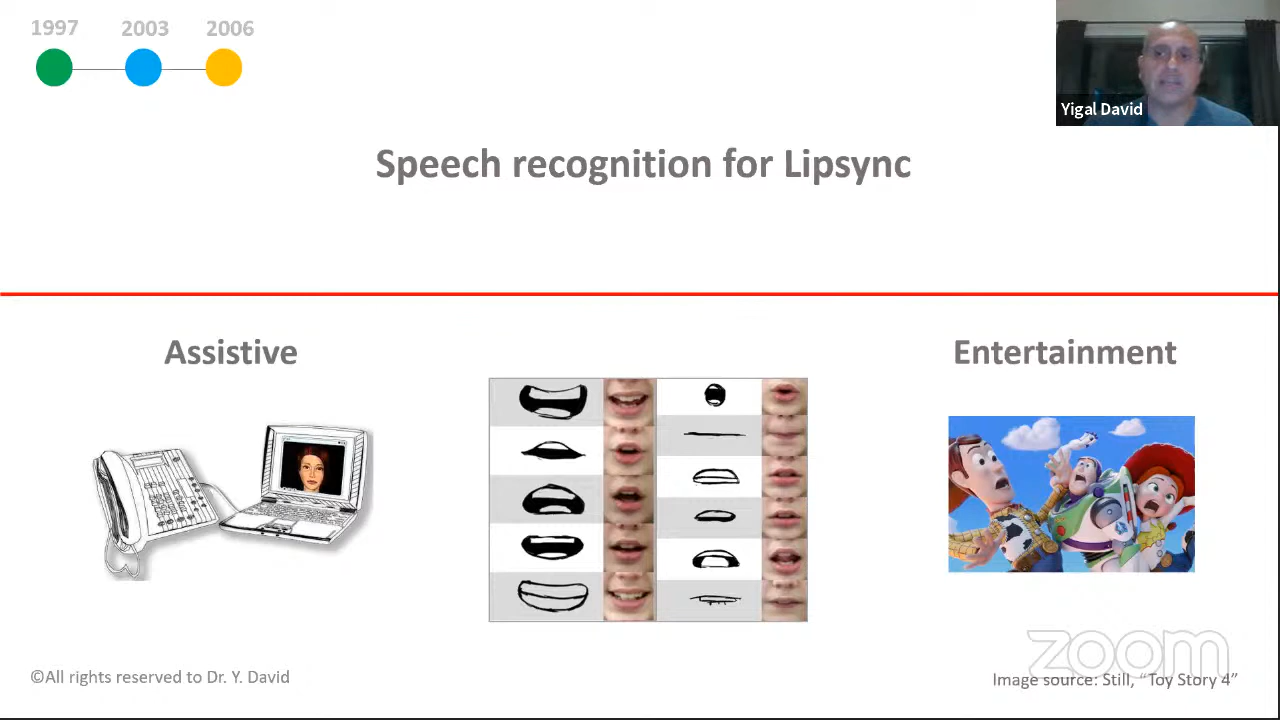 1997 2003 2006
Yigal David
Speech recognition for Lipsync
Assistive
Entertainment
zoom
©All rights reserved to Dr. Y. David
Image source: Still, “Toy Story 4”